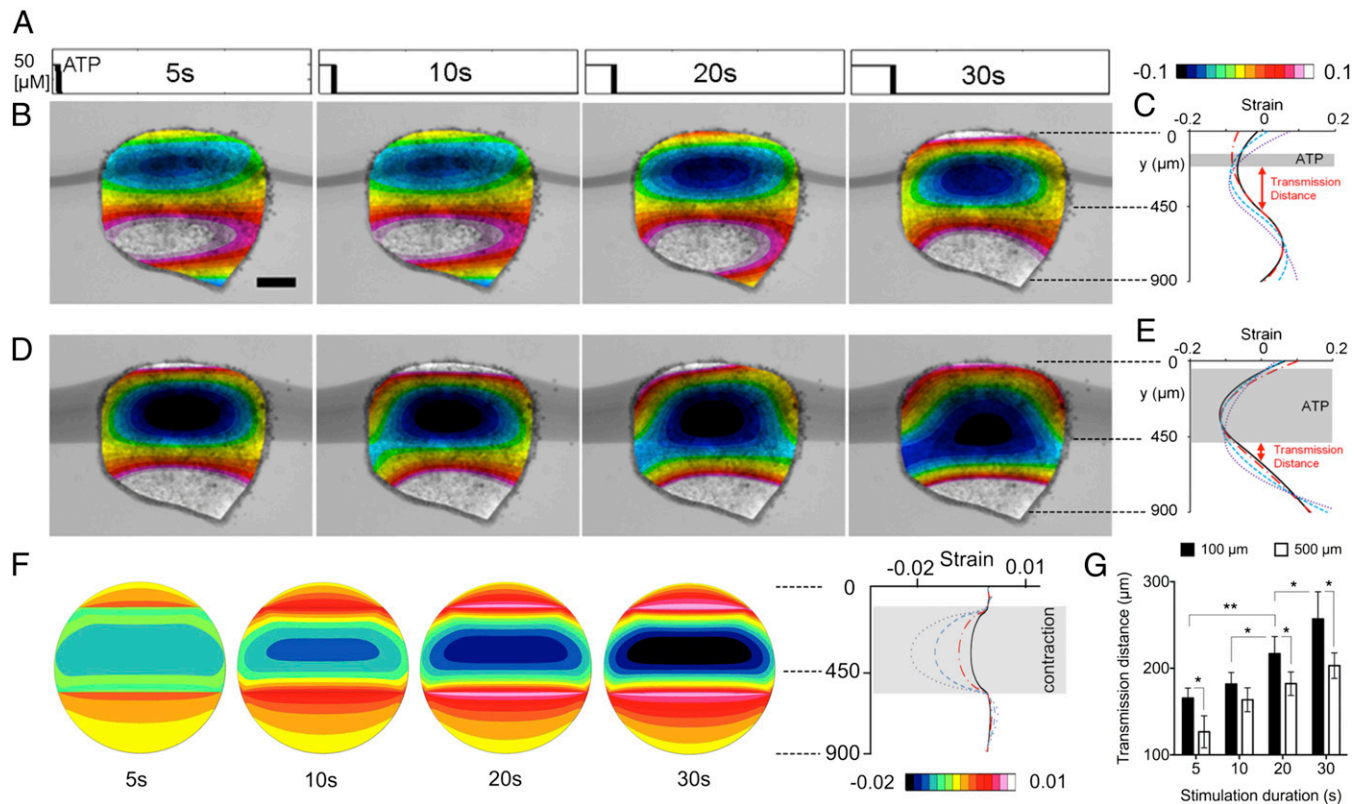 A
50
[µM]
ATP
5s
10s
20s
30s
-0.1
0.1
B
C
Strain
-0.2
0
0.2
0
y (µm)
ATP
Transmission
Distance
450
900
D
E
Strain
-0.2
0
0.2
0
y (µm)
ATP
450
Transmission
Distance
900
F
5s
10s
20s
30s
Strain
-0.02
0.01
0
450
900
contraction
-0.02
0.01
G
100 µm
500 µm
Transmission distance (µm)
300
200
100
**
*
*
*
*
*
5
10
20
30
Stimulation duration (s)